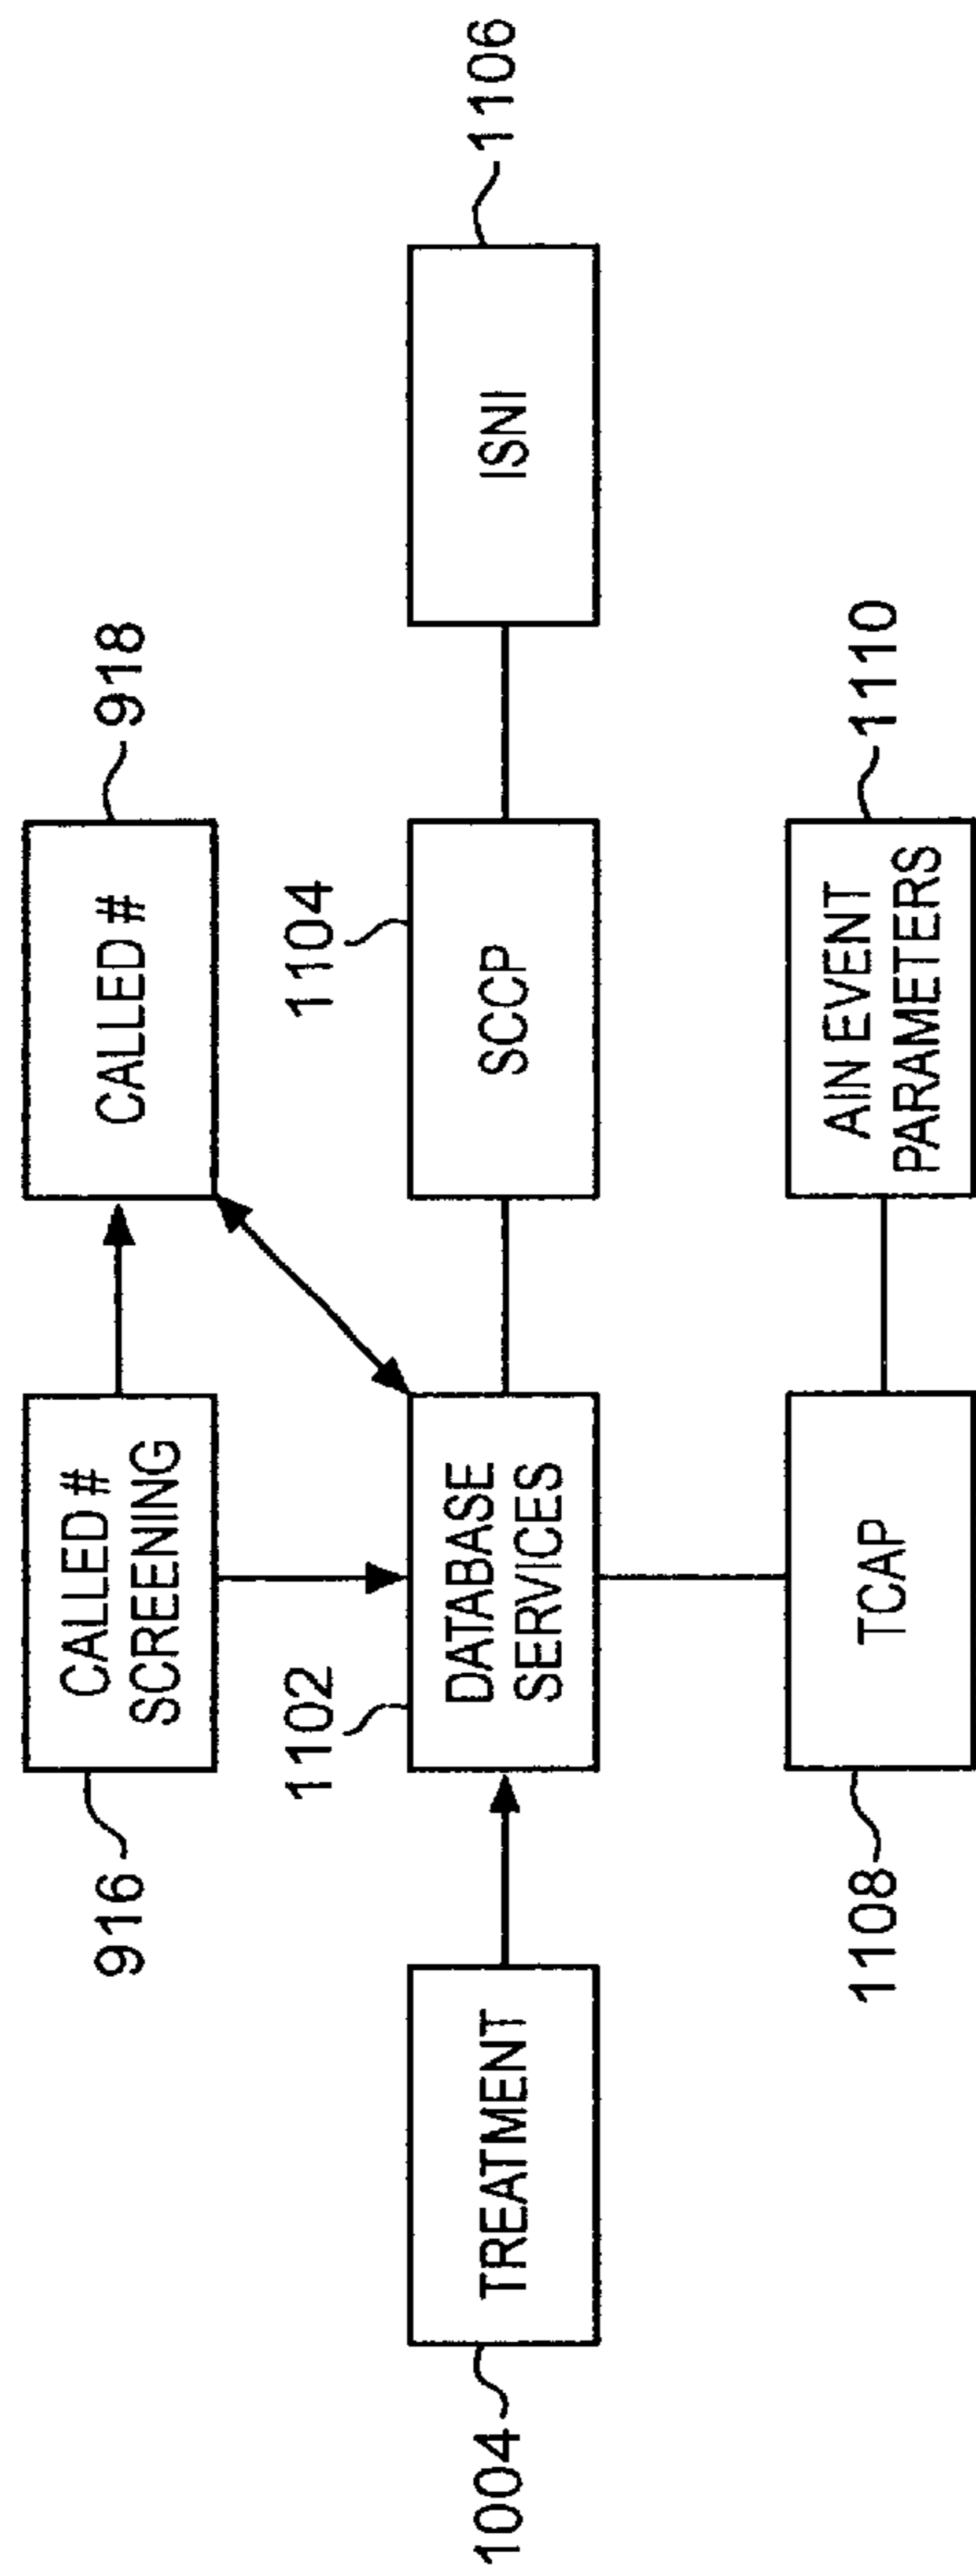 916
CALLED #
SCREENING
CALLED #
918
1004
TREATMENT
1102
DATABASE
SERVICES
1104
SCCP
ISNI
1106
1108
TCAP
AIN EVENT
PARAMETERS
1110